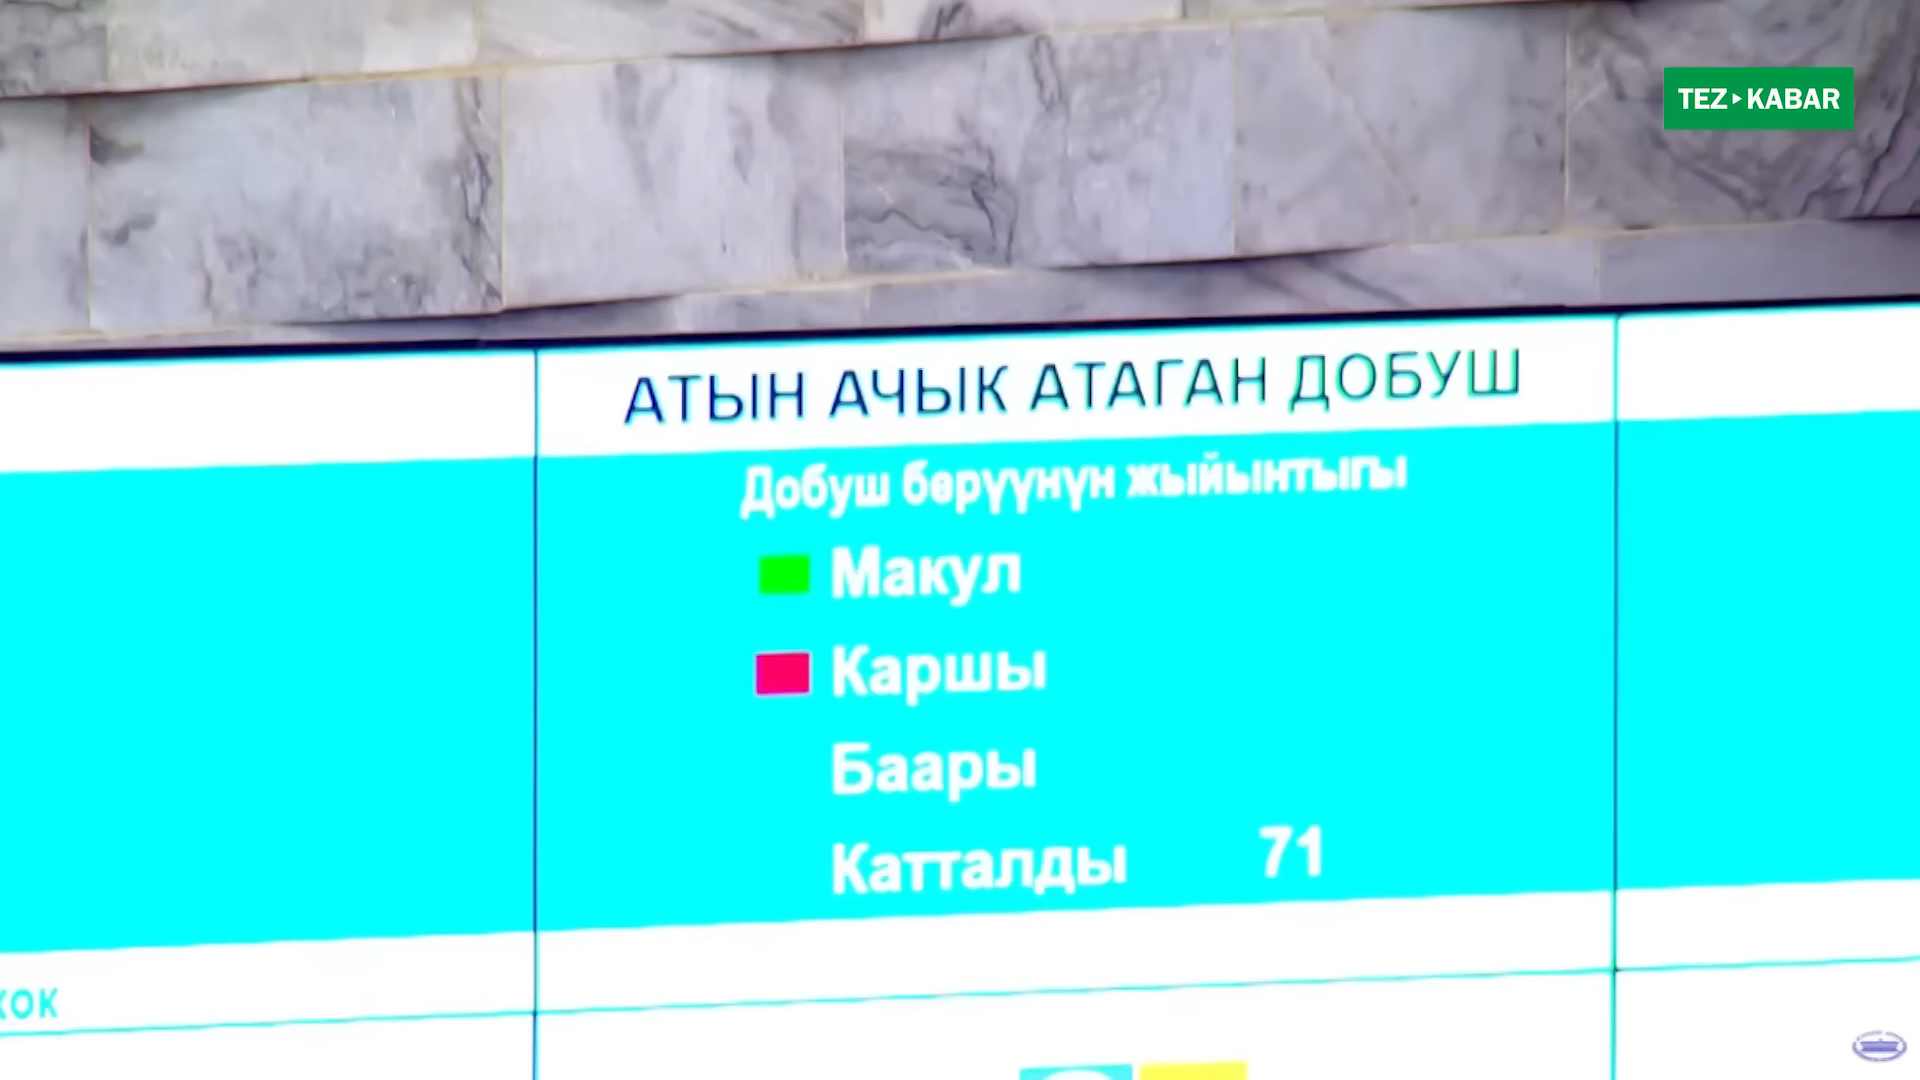 TEZ KABAR
АТЫН АЧЫК АТАГАН ДОБУШ
Добуш берүүнүн жыйынтыгы
Макул
Каршы
Баары
Катталды 71